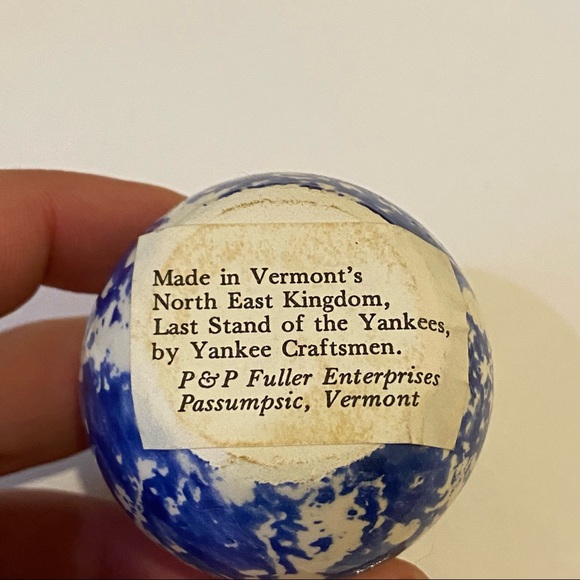 Made in Vermont's
North East Kingdom,
Last Stand of the Yankees,
by Yankee Craftsmen.
P&P Fuller Enterprises
Passumpsic, Vermont